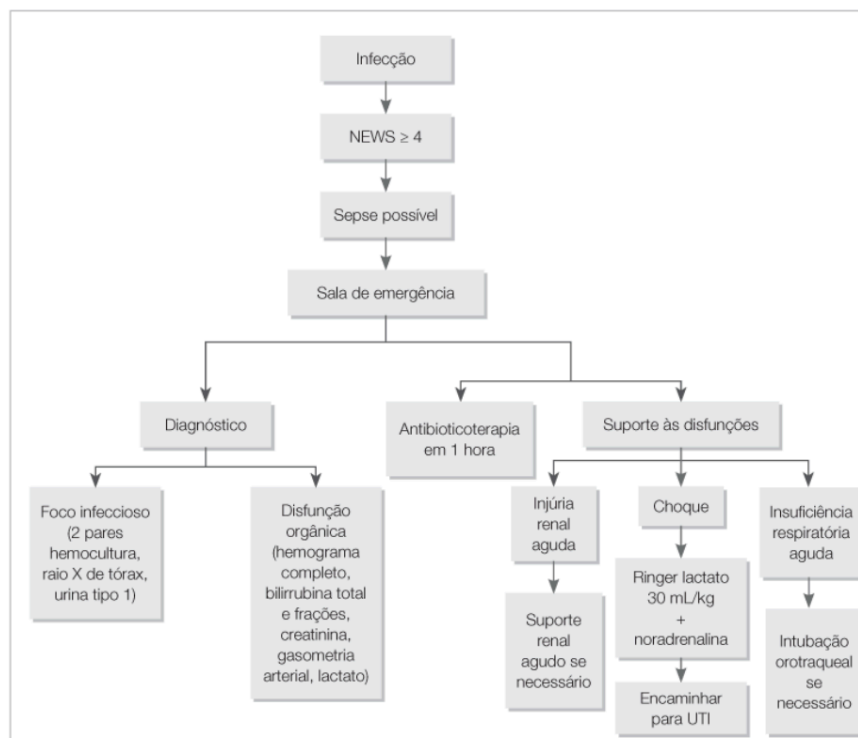 Infecção
NEWS ≥ 4
Sepse possível
Sala de emergência
Diagnóstico
Antibioticoterapia
em 1 hora
Suporte às disfunções
Foco infeccioso
(2 pares
hemocultura,
raio X de tórax,
urina tipo 1)
Disfunção
orgânica
(hemograma
completo,
bilirrubina total
e frações,
creatinina,
gasometria
arterial, lactato)
Injúria
renal
aguda
Suporte
renal
agudo se
necessário
Choque
Ringer lactato
30 mL/kg
+
noradrenalina
Encaminhar
para UTI
Insuficiência
respiratória
aguda
Intubação
orotraqueal
se
necessário